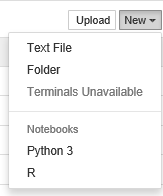 Upload New
Text File
Folder
Terminals Unavailable
Notebooks
Python 3
R